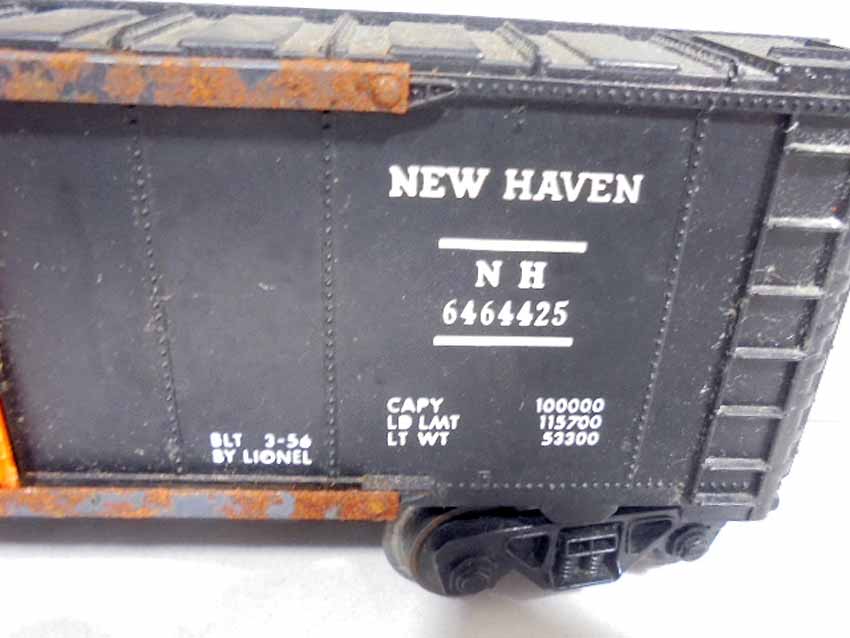 NEW HAVEN
N H
6464425
CAPY 100000
LD LMT 115700
LT WT 53300
BLT 3-56
BY LIONEL